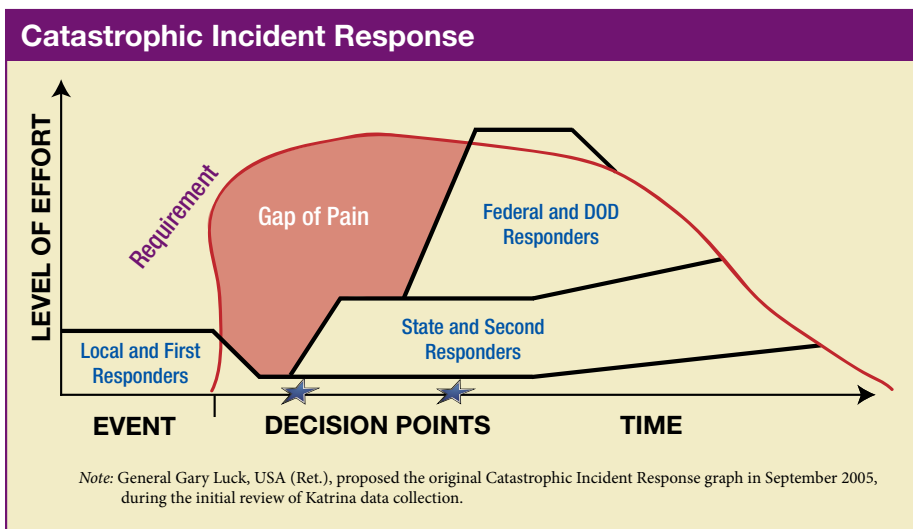 Catastrophic Incident Response
LEVEL OF EFFORT
Requirement
Gap of Pain
Federal and DOD
Responders
State and Second
Responders
Local and First
Responders
EVENT
DECISION POINTS
TIME
Note: General Gary Luck, USA (Ret.), proposed the original Catastrophic Incident Response graph in September 2005,
during the initial review of Katrina data collection.